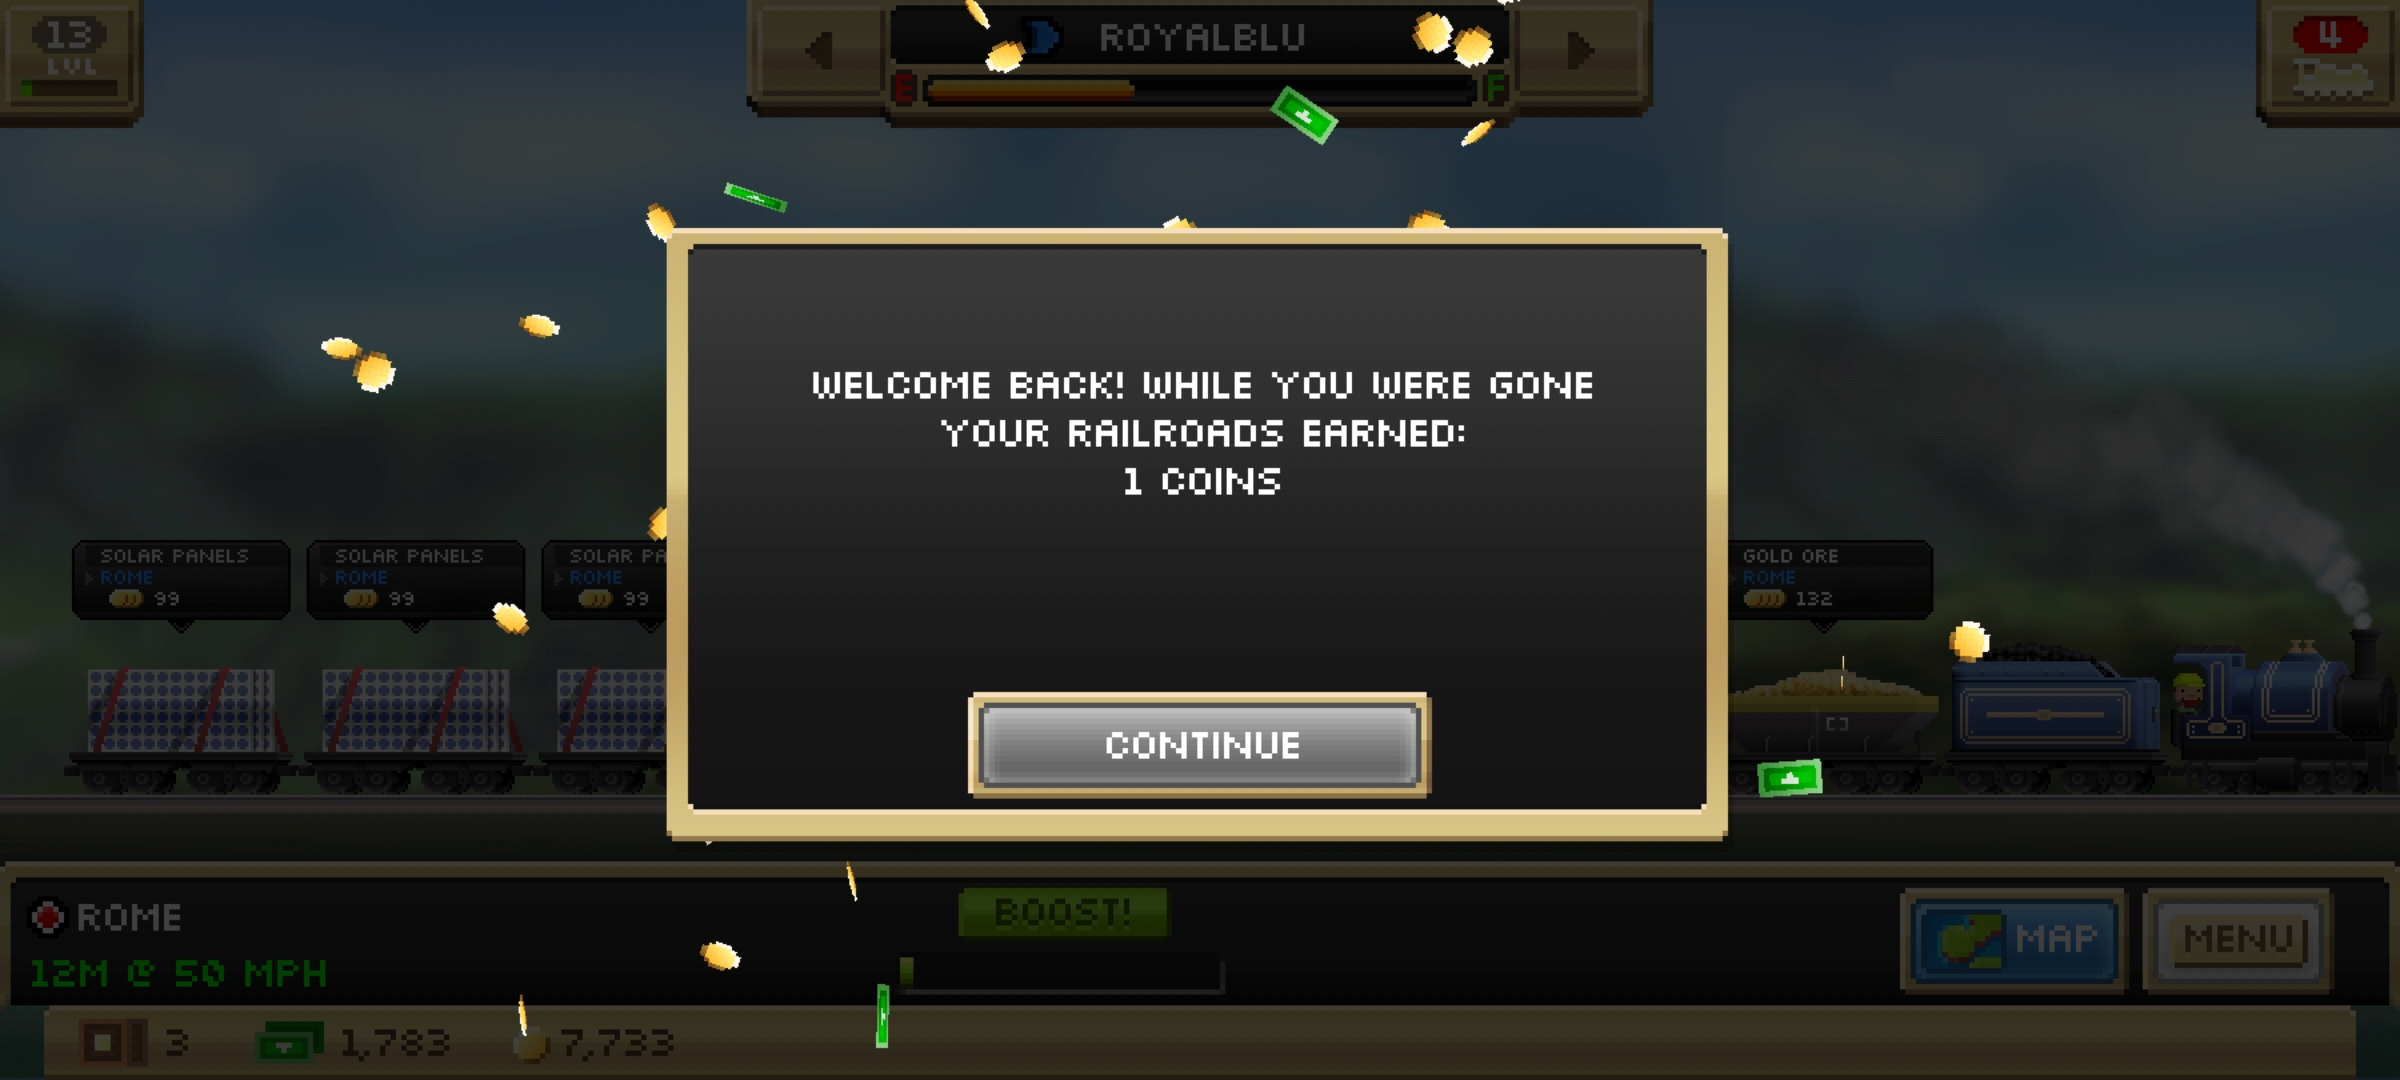 13
LVL
ROYALBLU
E F
4
WELCOME BACK! WHILE YOU WERE GONE
YOUR RAILROADS EARNED:
1 COINS
CONTINUE
SOLAR PANELS
ROME
99
SOLAR PANELS
ROME
99
SOLAR PA
ROME
99
GOLD ORE
ROME
132
ROME
12M @ 50 MPH
BOOST!
MAP
MENU
3 1,783 7,733